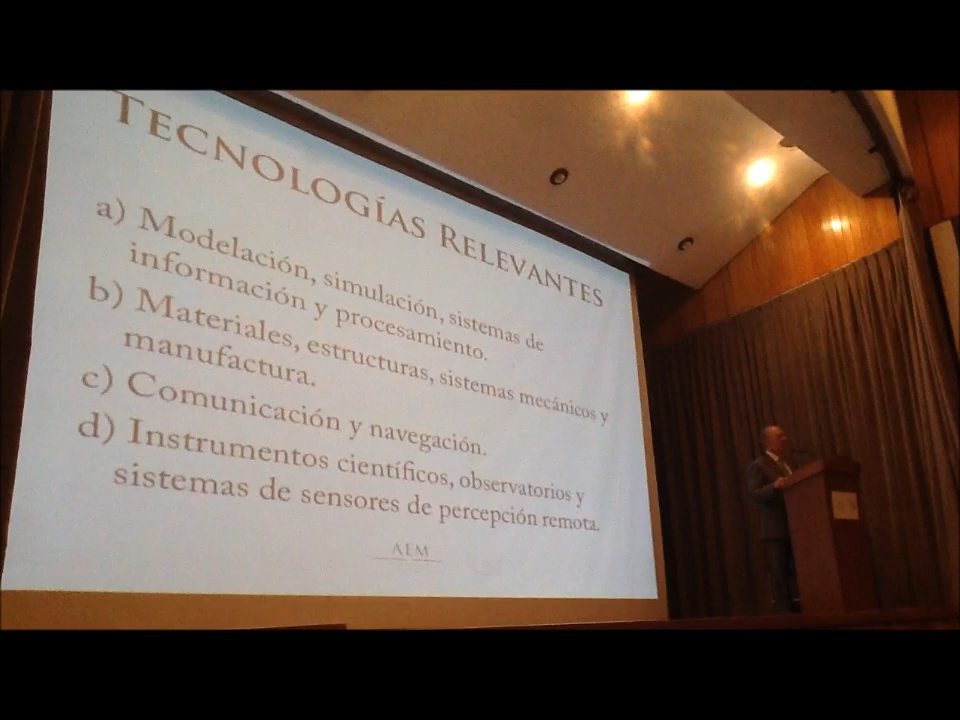 TECNOLOGÍAS RELEVANTES
a) Modelación, simulación, sistemas de
información y procesamiento.
b) Materiales, estructuras, sistemas mecánicos y
manufactura.
c) Comunicación y navegación.
d) Instrumentos científicos, observatorios y
sistemas de sensores de percepción remota.
AEM